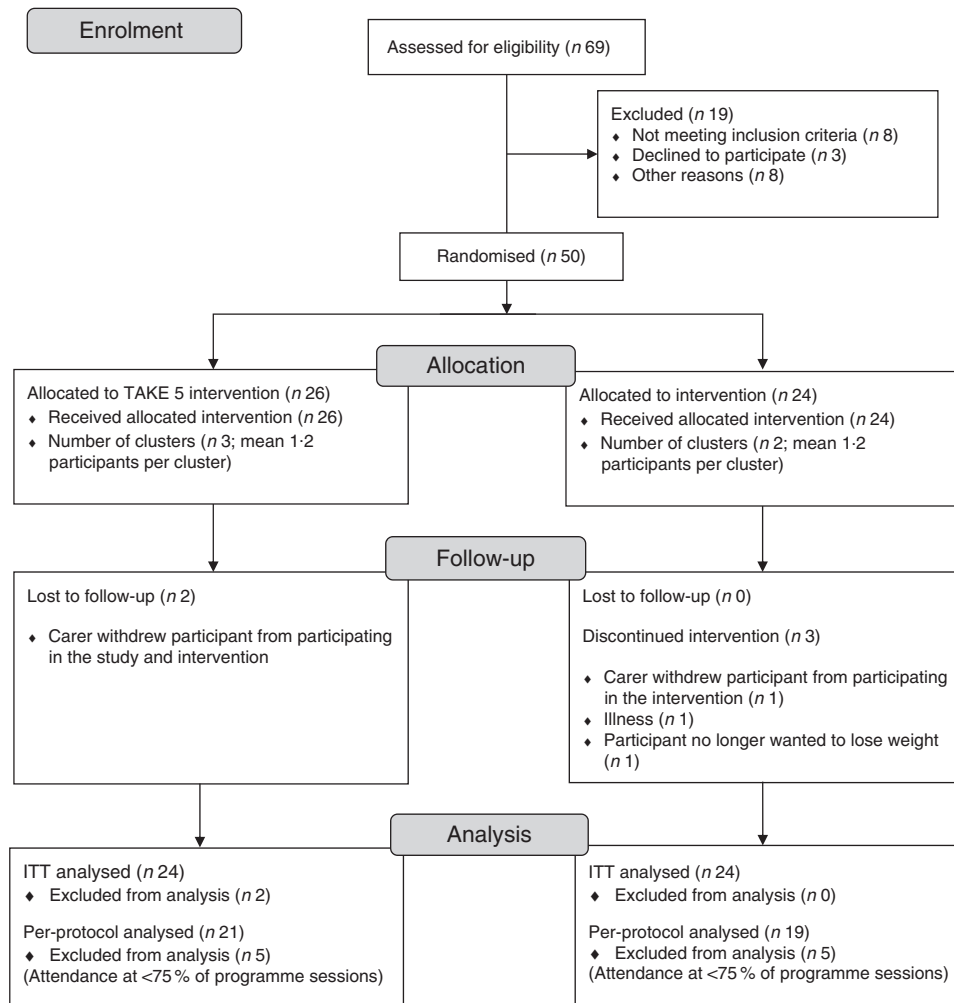 Enrolment
Assessed for eligibility (n 69)
Excluded (n 19)
♦ Not meeting inclusion criteria (n 8)
♦ Declined to participate (n 3)
♦ Other reasons (n 8)
Randomised (n 50)
Allocation
Allocated to TAKE 5 intervention (n 26)
♦ Received allocated intervention (n 26)
♦ Number of clusters (n 3; mean 1·2
participants per cluster)
Allocated to intervention (n 24)
♦ Received allocated intervention (n 24)
♦ Number of clusters (n 2; mean 1·2
participants per cluster)
Follow-up
Lost to follow-up (n 2)
♦ Carer withdrew participant from participating
in the study and intervention
Lost to follow-up (n 0)
Discontinued intervention (n 3)
♦ Carer withdrew participant from participating
in the intervention (n 1)
♦ Illness (n 1)
♦ Participant no longer wanted to lose weight
(n 1)
Analysis
ITT analysed (n 24)
♦ Excluded from analysis (n 2)
Per-protocol analysed (n 21)
♦ Excluded from analysis (n 5)
(Attendance at <75 % of programme sessions)
ITT analysed (n 24)
♦ Excluded from analysis (n 0)
Per-protocol analysed (n 19)
♦ Excluded from analysis (n 5)
(Attendance at <75 % of programme sessions)